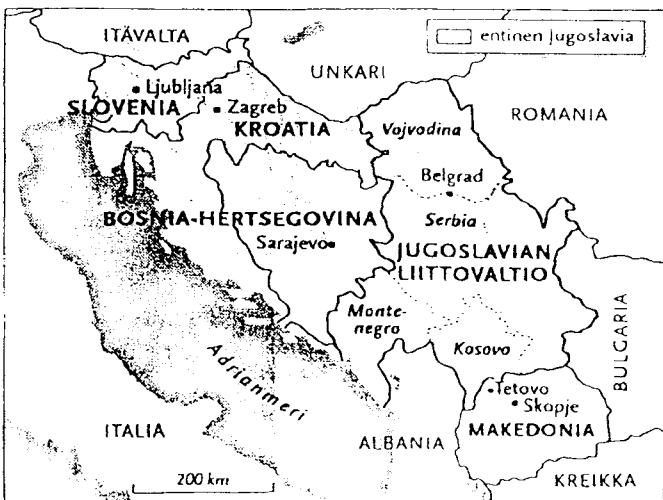 ITÄVALTA
entinen Jugoslavia
UNKARI
Ljubljana
SLOVENIA
Zagreb
KROATIA
Vojvodina
ROMANIA
Belgrad
BOSNIA-HERTSEGOVINA
Serbia
Sarajevo
JUGOSLAVIAN
LIITTOVALTIO
Monte-
negro
Kosovo
BULGARIA
Adrianmeri
Tetovo
Skopje
ITALIA
ALBANIA
MAKEDONIA
200 km
KREIKKA